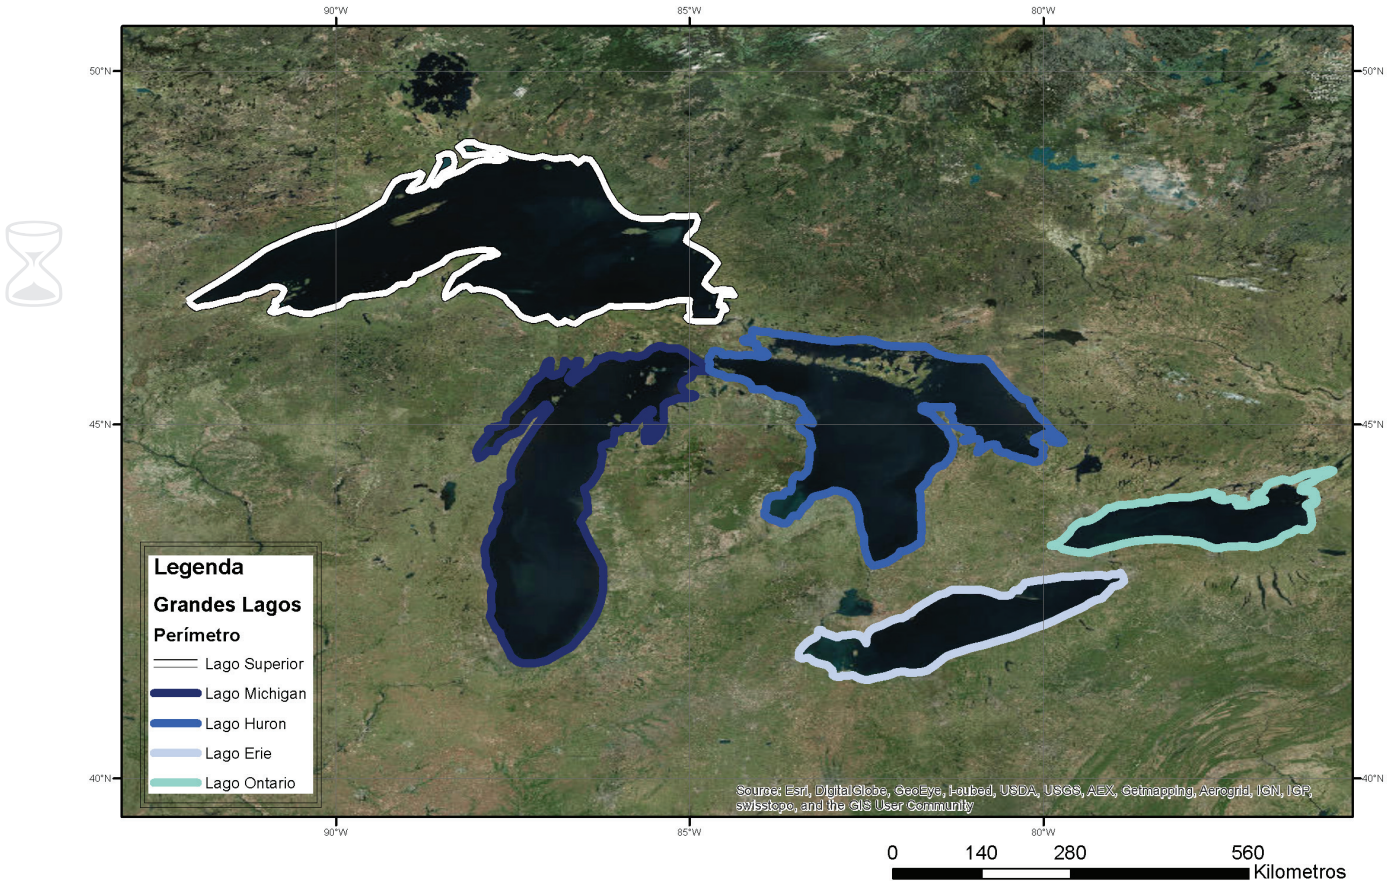 90°W 85°W 80°W
50°N 50°N
45°N 45°N
Legenda
Grandes Lagos
Perímetro
Lago Superior
Lago Michigan
Lago Huron
Lago Erie
Lago Ontario
40°N 40°N
Source: Esri, DigitalGlobe, GeoEye, i-cubed, USDA, USGS, AEX, Getmapping, Aerogrid, IGN, IGP,
swisstopo, and the GIS User Community
90°W 85°W 80°W
0 140 280 560
Kilometros